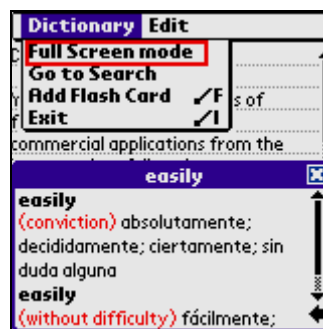 Dictionary Edit
Full Screen mode
Go to Search
Add Flash Card /F
s of
Exit /I
commercial applications from the
easily
easily
(conviction) absolutamente;
decididamente; ciertamente; sin
duda alguna
easily
(without difficulty) fácilmente;